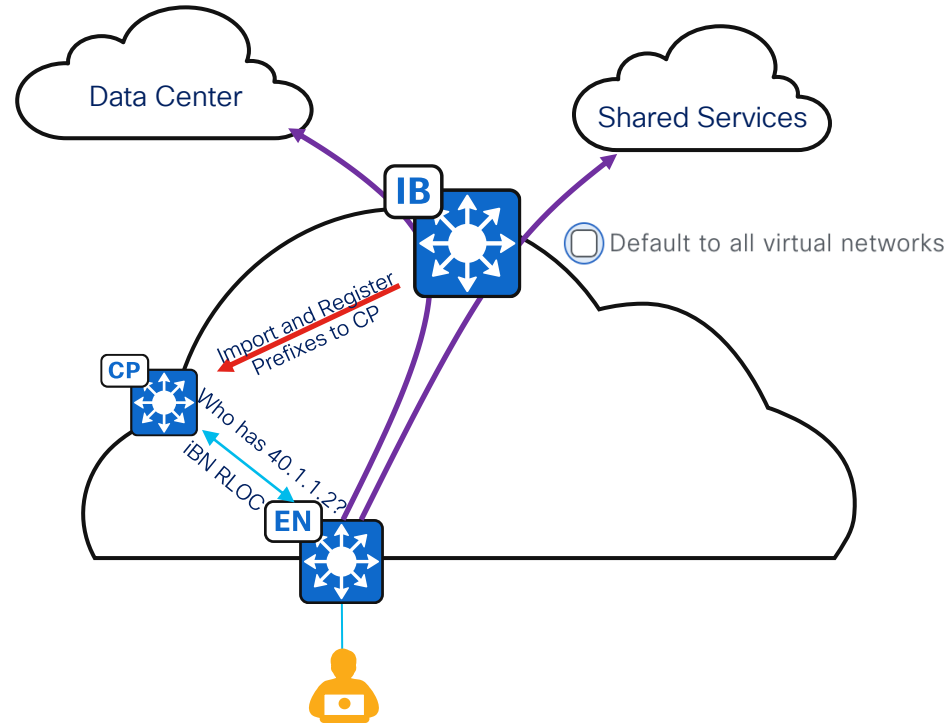 Data Center
Shared Services
IB
Default to all virtual networks
Import and Register
Prefixes to CP
CP
Who has 40.1.1.2?
iBN RLOC
EN